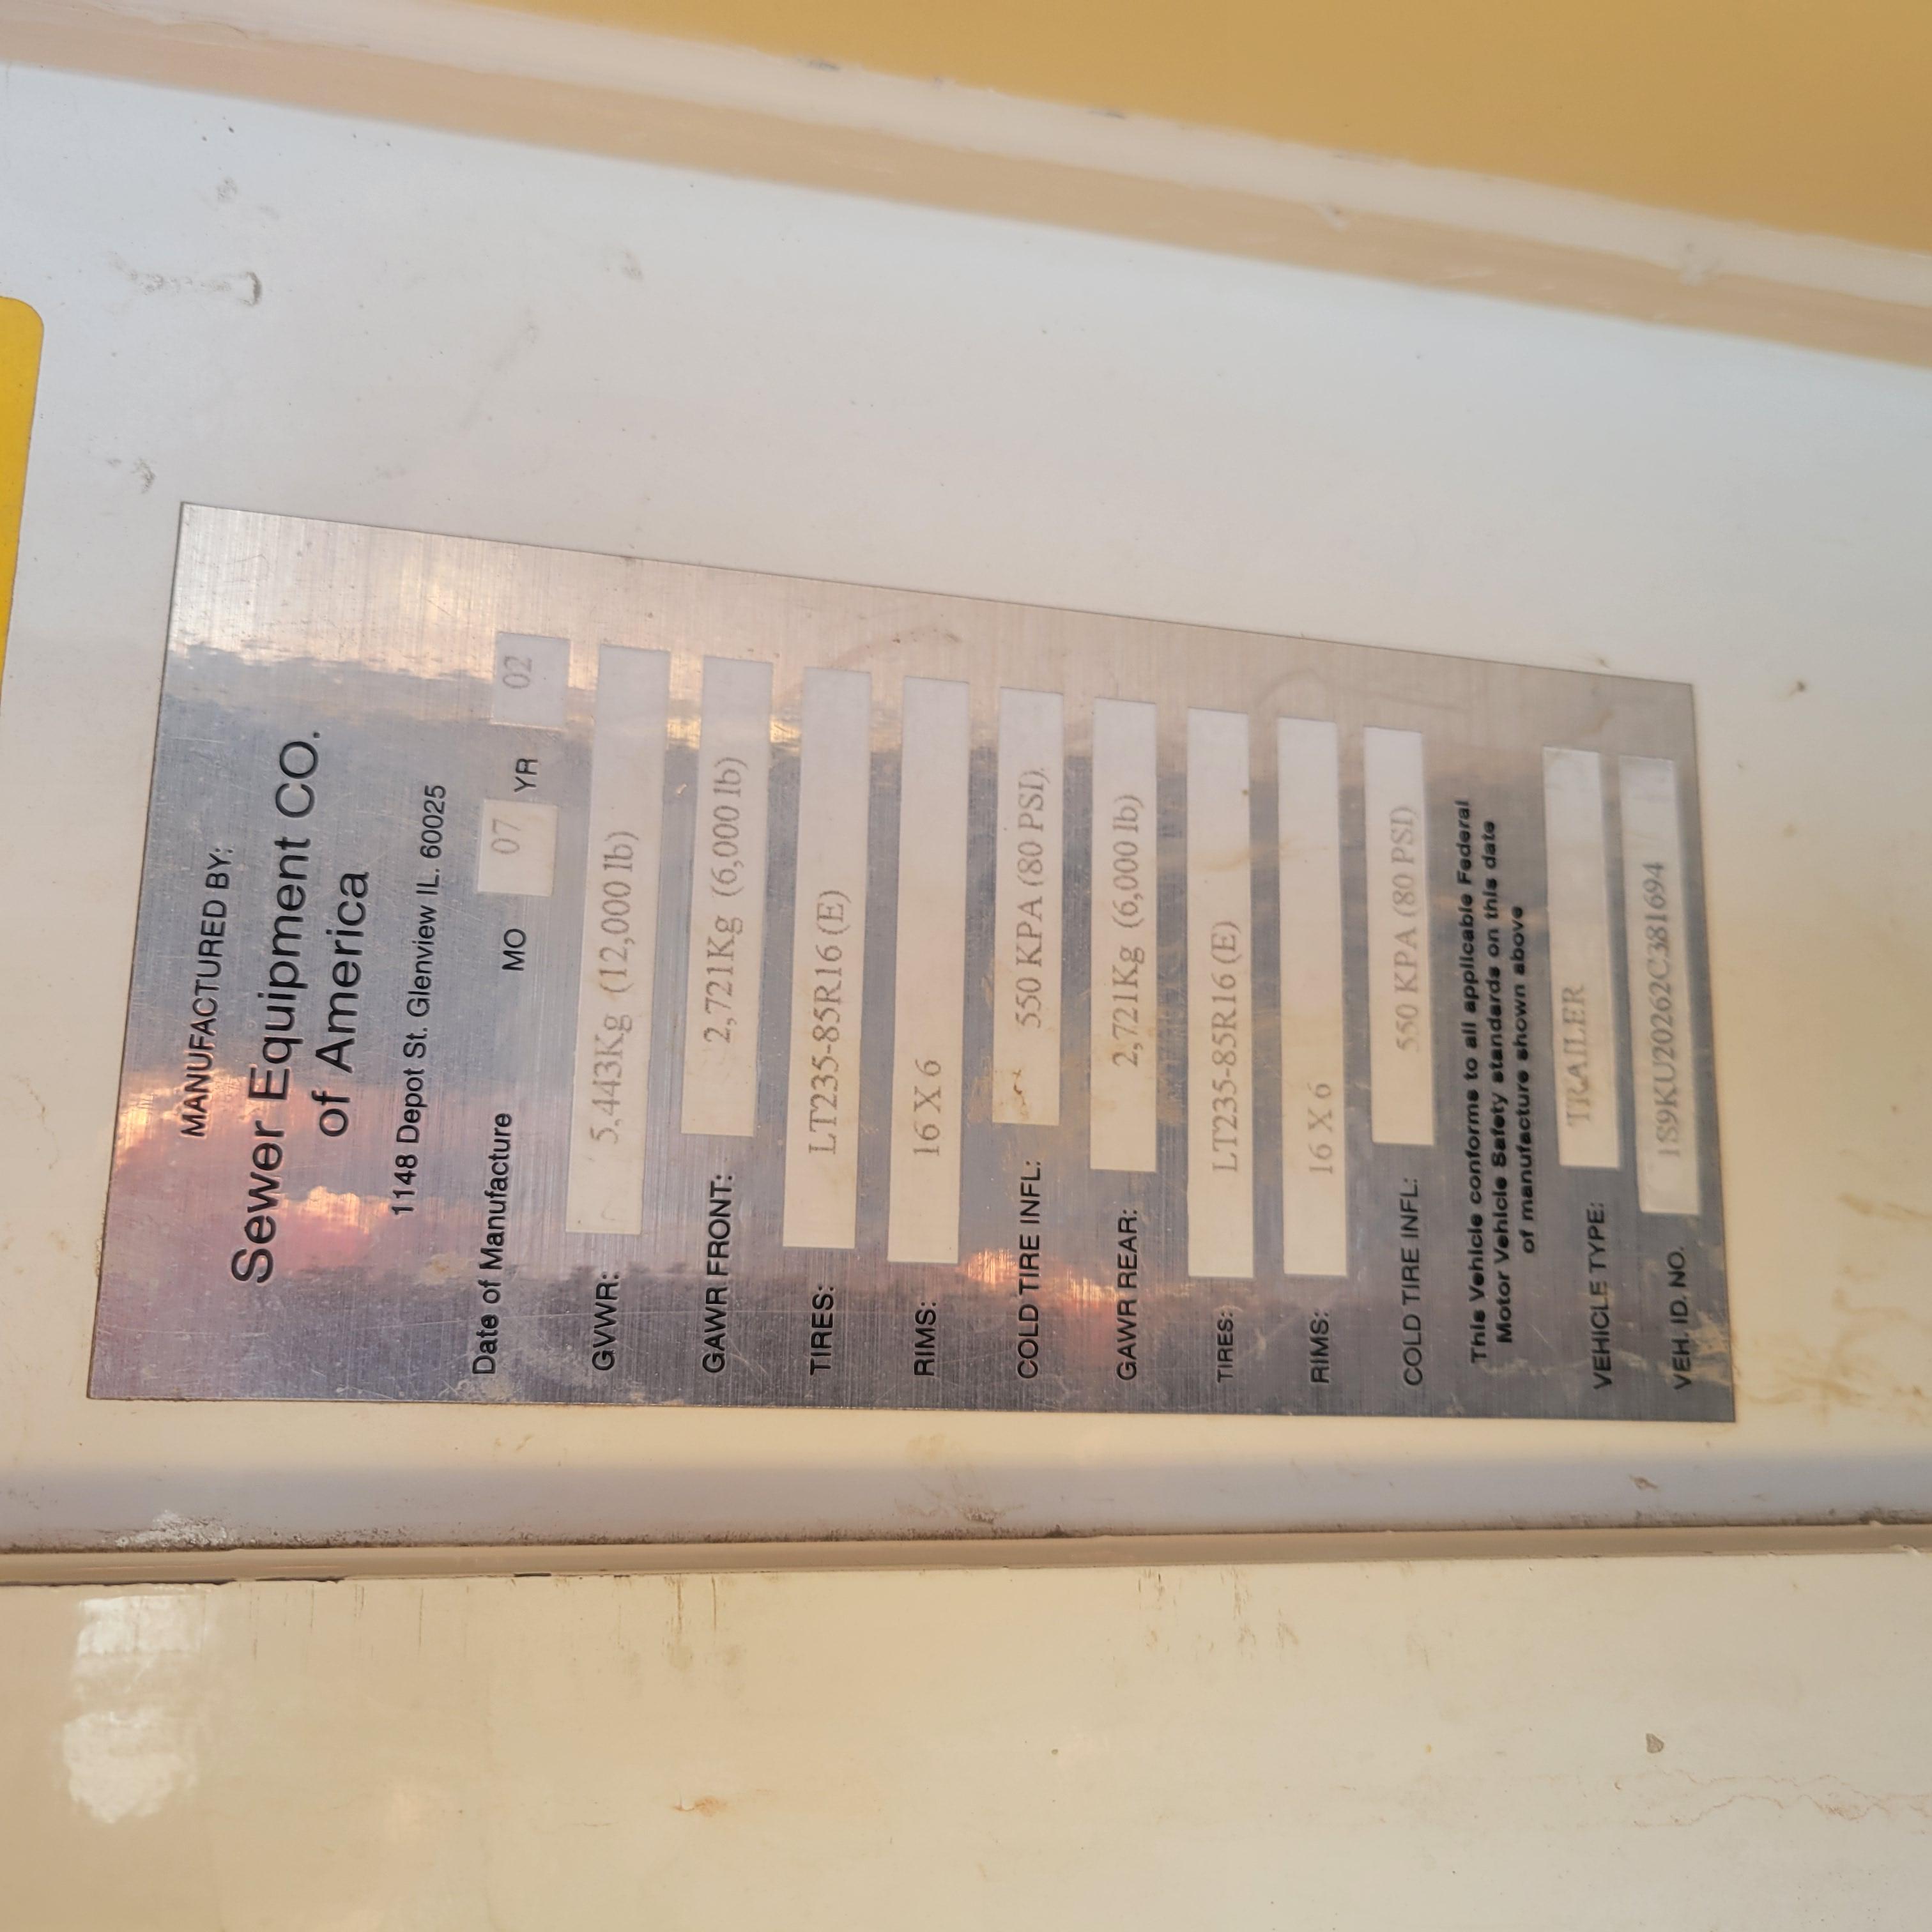 MANUFACTURED BY:
Sewer Equipment CO.
of America
1148 Depot St. Glenview IL. 60025
Date of Manufacture MO 07 YR 02
GVWR: 5,443Kg (12,000 lb)
GAWR FRONT: 2,721Kg (6,000 lb)
TIRES: LT235-85R16 (E)
RIMS: 16 X 6
COLD TIRE INFL: 550 KPA (80 PSI)
GAWR REAR: 2,721Kg (6,000 lb)
TIRES: LT235-85R16 (E)
RIMS: 16 X 6
COLD TIRE INFL: 550 KPA (80 PSI)
This Vehicle conforms to all applicable Federal
Motor Vehicle Safety standards on this date
of manufacture shown above
VEHICLE TYPE: TRAILER
VEH. ID. NO. 1S9KU20262C381694